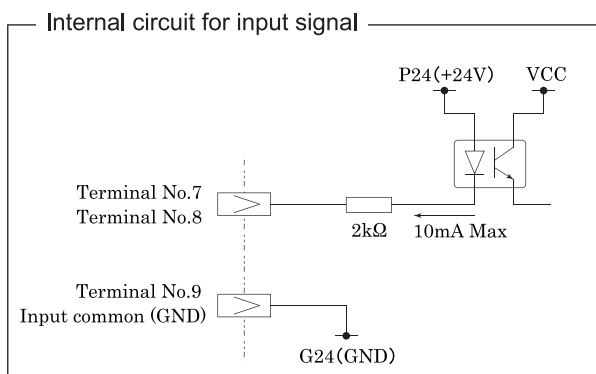 Internal circuit for input signal
P24(+24V) VCC
Terminal No.7
Terminal No.8
2kΩ 10mA Max
Terminal No.9
Input common (GND)
G24(GND)